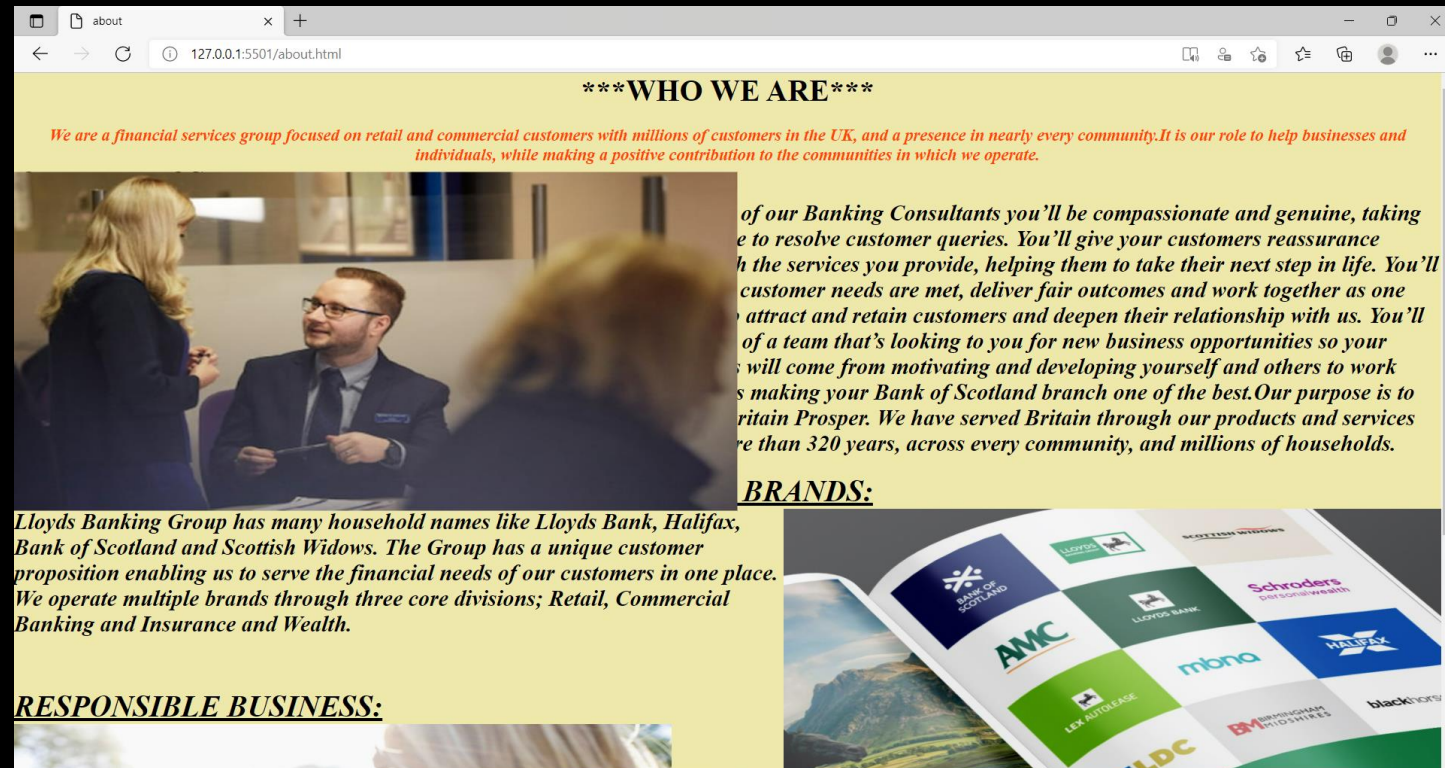 about
127.0.0.1:5501/about.html
***WHO WE ARE***
We are a financial services group focused on retail and commercial customers with millions of customers in the UK, and a presence in nearly every community.It is our role to help businesses and
individuals, while making a positive contribution to the communities in which we operate.
of our Banking Consultants you’ll be compassionate and genuine, taking
e to resolve customer queries. You’ll give your customers reassurance
h the services you provide, helping them to take their next step in life. You’ll
customer needs are met, deliver fair outcomes and work together as one
attract and retain customers and deepen their relationship with us. You’ll
of a team that’s looking to you for new business opportunities so your
will come from motivating and developing yourself and others to work
s making your Bank of Scotland branch one of the best.Our purpose is to
ritain Prosper. We have served Britain through our products and services
re than 320 years, across every community, and millions of households.
BRANDS:
Lloyds Banking Group has many household names like Lloyds Bank, Halifax,
Bank of Scotland and Scottish Widows. The Group has a unique customer
proposition enabling us to serve the financial needs of our customers in one place.
We operate multiple brands through three core divisions; Retail, Commercial
Banking and Insurance and Wealth.
RESPONSIBLE BUSINESS:
SCOTTISH WIDOWS
LLOYDS
BANK OF
SCOTLAND
Schroders
personalwealth
LLOYDS BANK
AMC
HALIFAX
mbna
LEX AUTOLEASE
BM BIRMINGHAM
MIDSHIRES
blackhors
LDC